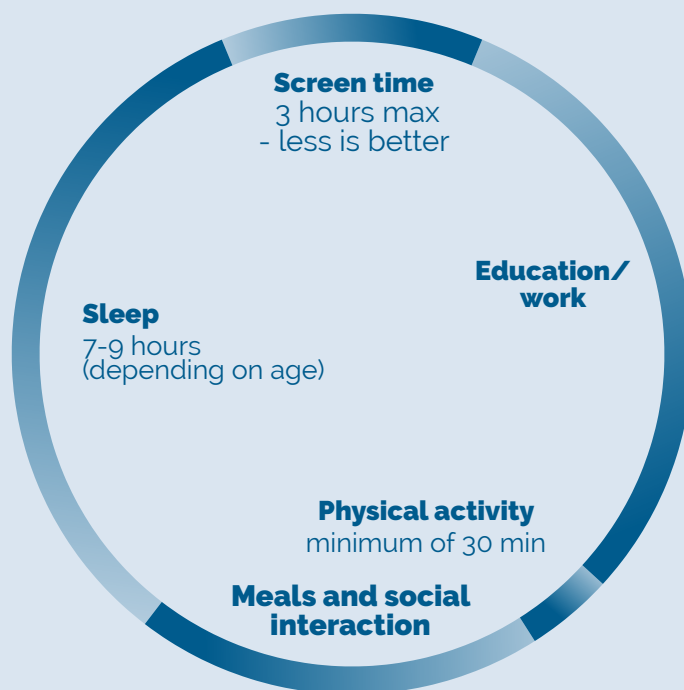 Screen time
3 hours max
- less is better
Education/
work
Sleep
7-9 hours
(depending on age)
Physical activity
minimum of 30 min
Meals and social
interaction